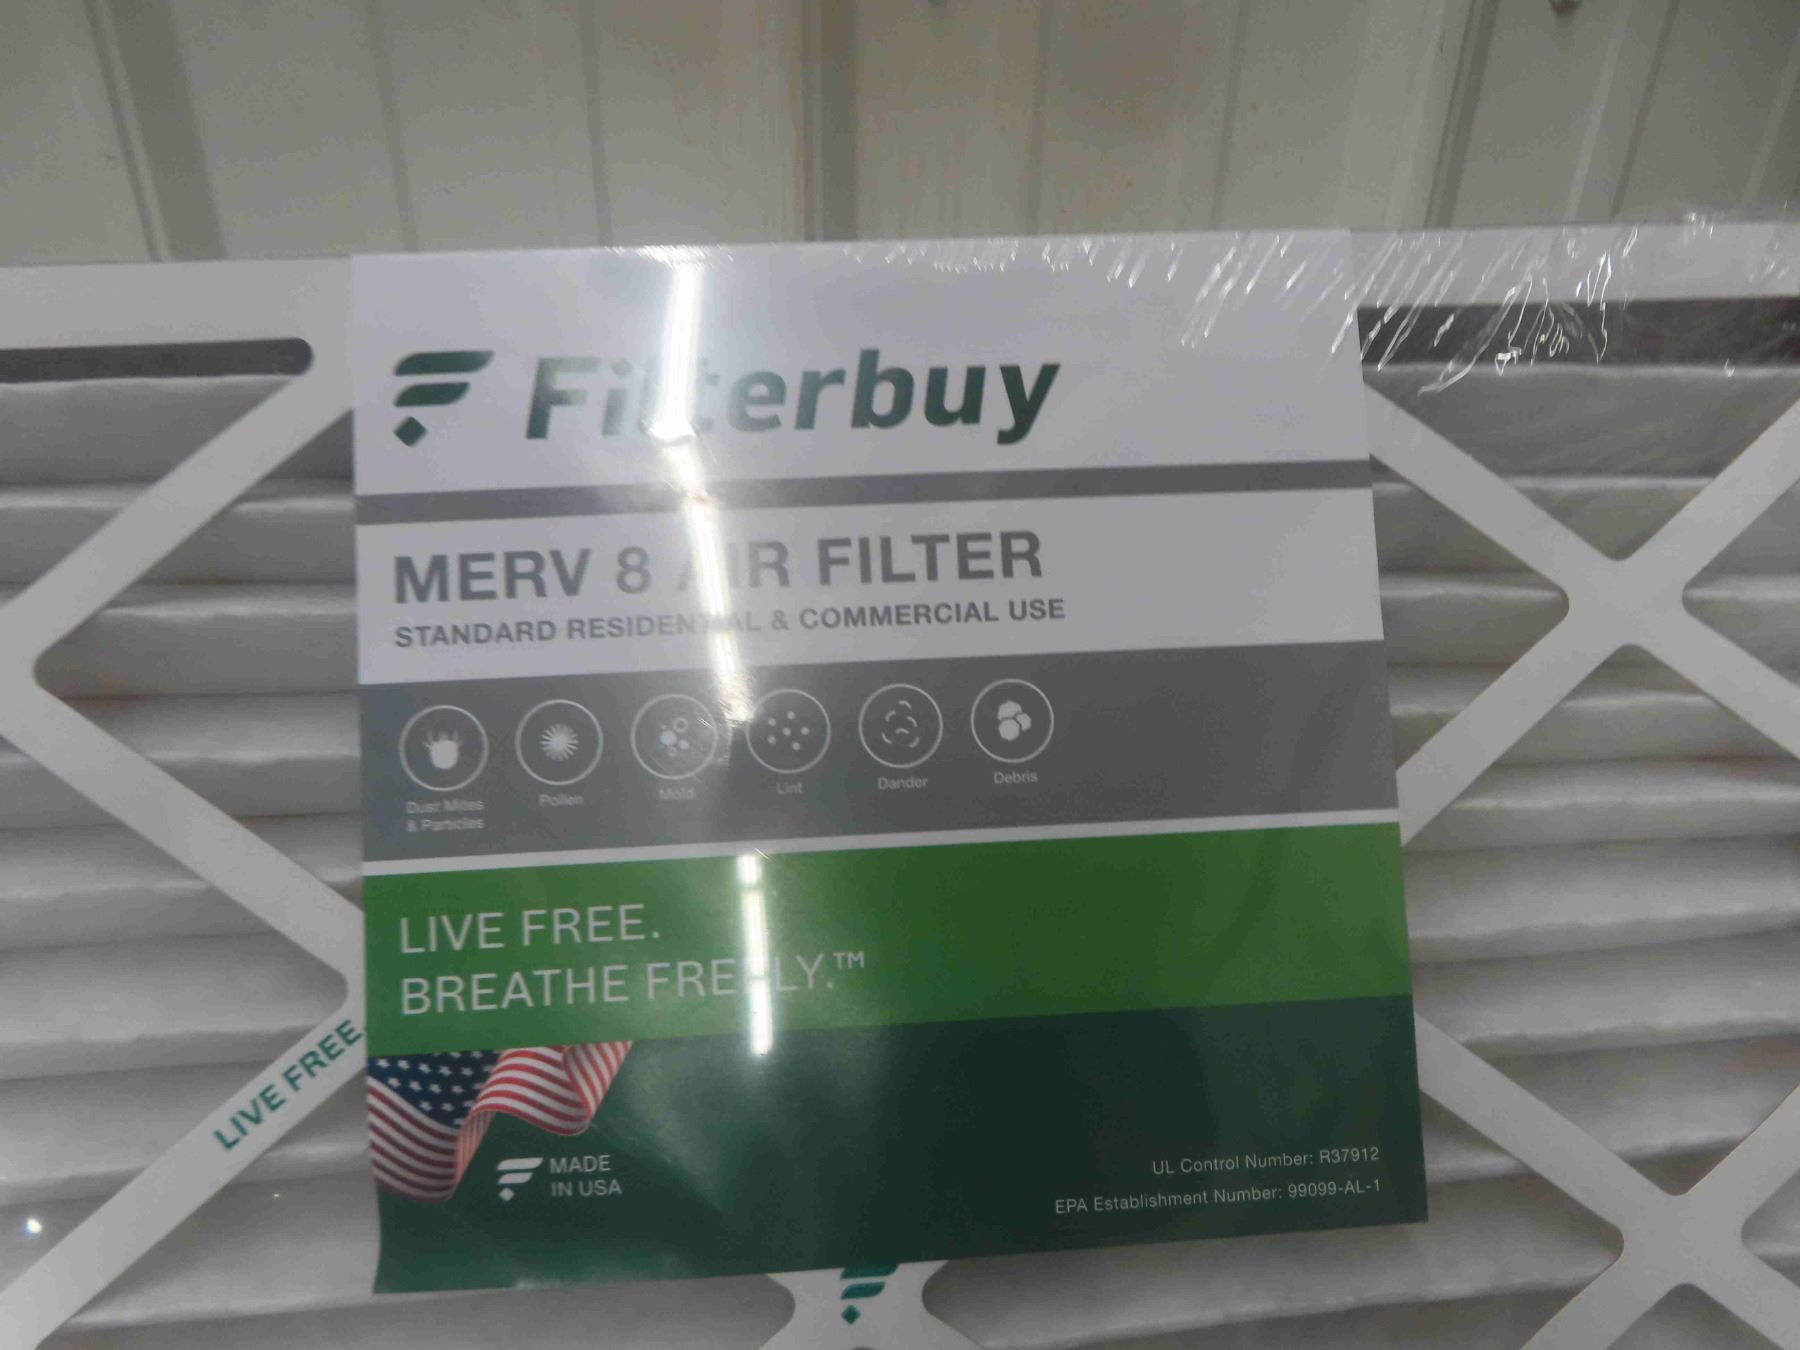 Filterbuy
MERV 8 AIR FILTER
STANDARD RESIDENTIAL & COMMERCIAL USE
Dust Mites
& Particles
Pollen
Mold
Lint
Dander
Debris
LIVE FREE.
BREATHE FREELY.™
LIVE FREE.
MADE
IN USA
UL Control Number: R37912
EPA Establishment Number: 99099-AL-1